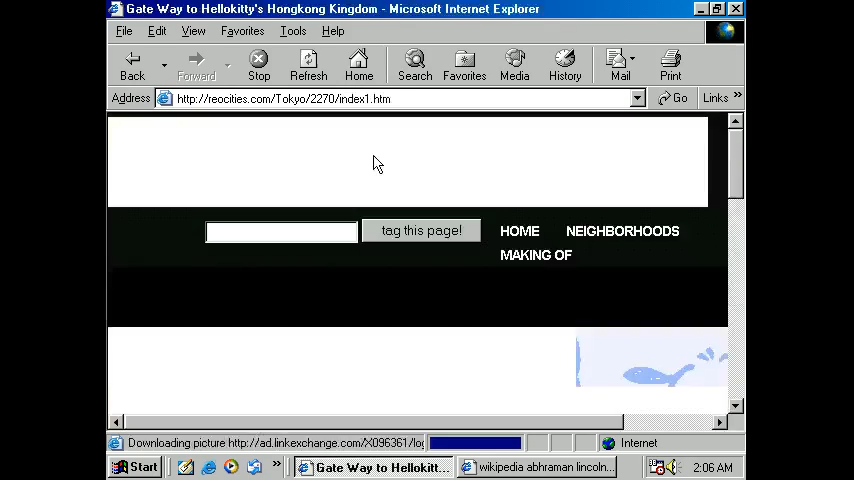 Gate Way to Hellokitty's Hongkong Kingdom - Microsoft Internet Explorer
File Edit View Favorites Tools Help
Back Forward Stop Refresh Home Search Favorites Media History Mail Print
Address http://reocities.com/Tokyo/2270/index1.htm Go Links »
tag this page! HOME NEIGHBORHOODS
MAKING OF
Downloading picture http://ad.linkexchange.com/X096361/log Internet
Start » Gate Way to Hellokitt... wikipedia abhraman lincoln... 2:06 AM